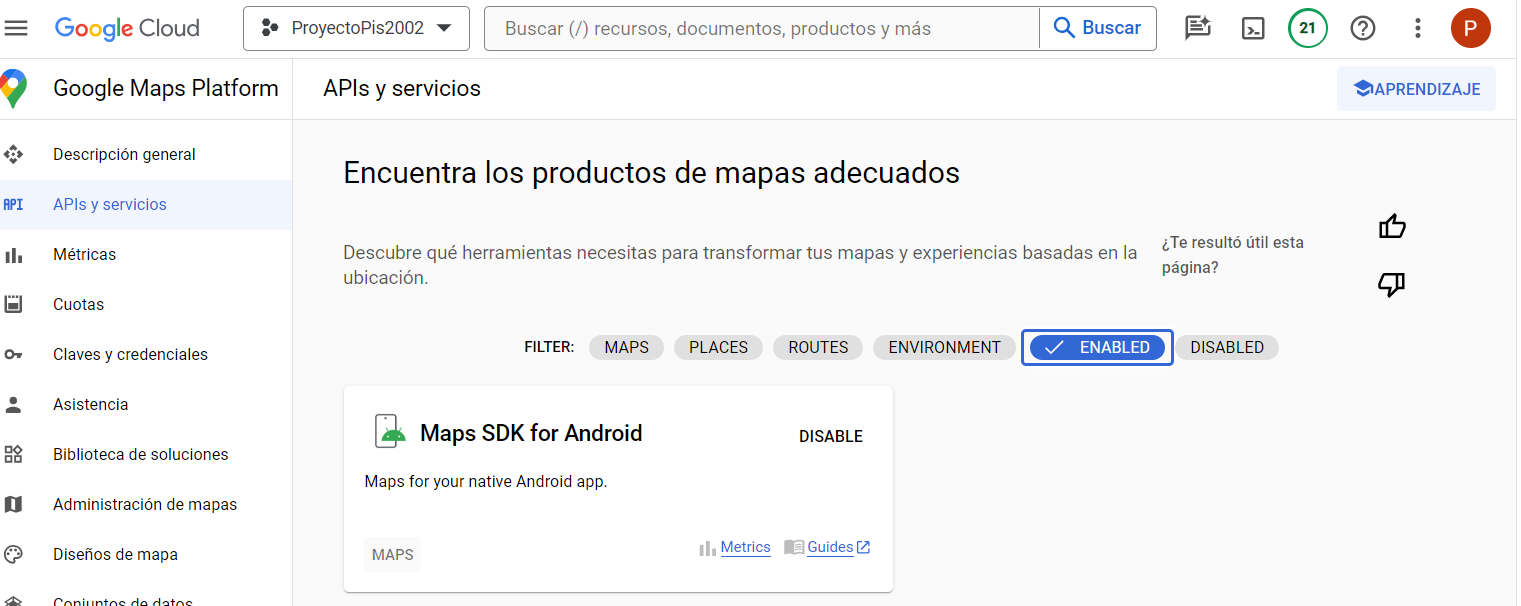 Google Cloud
ProyectoPis2002
Buscar (/) recursos, documentos, productos y más
Buscar
21
P
Google Maps Platform
APIs y servicios
APRENDIZAJE
Descripción general
API
APIs y servicios
Métricas
Cuotas
Claves y credenciales
Asistencia
Biblioteca de soluciones
Administración de mapas
Diseños de mapa
Conjuntos de datos
Encuentra los productos de mapas adecuados
Descubre qué herramientas necesitas para transformar tus mapas y experiencias basadas en la
ubicación.
¿Te resultó útil esta
página?
FILTER: MAPS PLACES ROUTES ENVIRONMENT ENABLED DISABLED
Maps SDK for Android
DISABLE
Maps for your native Android app.
MAPS
Metrics
Guides